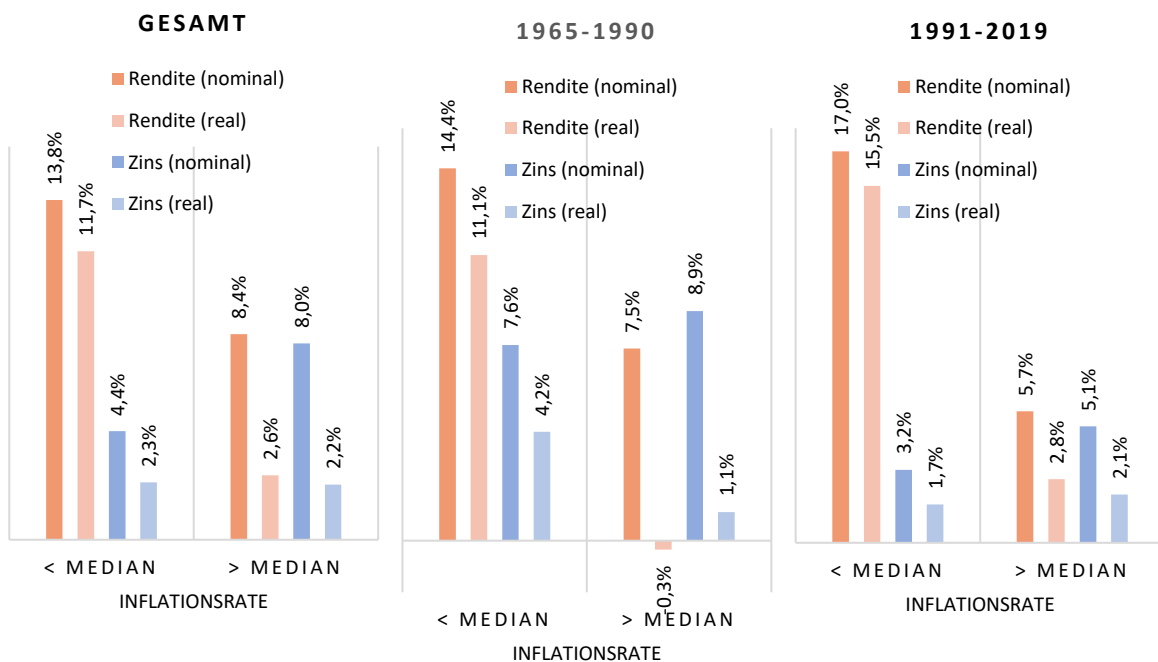 GESAMT
Rendite (nominal)
Rendite (real)
Zins (nominal)
Zins (real)
13,8%
11,7%
4,4%
2,3%
8,4%
2,6%
8,0%
2,2%
< MEDIAN
> MEDIAN
INFLATIONSRATE
1965-1990
Rendite (nominal)
Rendite (real)
Zins (nominal)
Zins (real)
14,4%
11,1%
7,6%
4,2%
7,5%
-0,3%
8,9%
1,1%
< MEDIAN
> MEDIAN
INFLATIONSRATE
1991-2019
Rendite (nominal)
Rendite (real)
Zins (nominal)
Zins (real)
17,0%
15,5%
3,2%
1,7%
5,7%
2,8%
5,1%
2,1%
< MEDIAN
> MEDIAN
INFLATIONSRATE